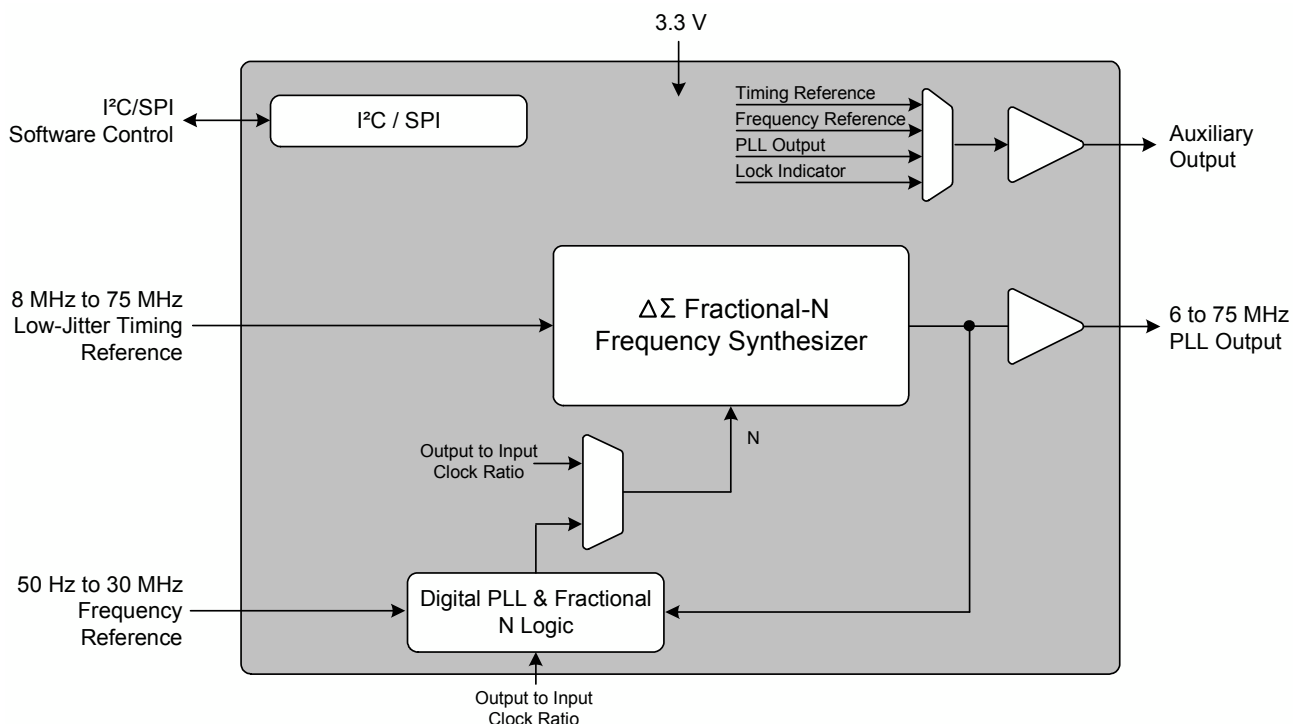 3.3 V
I²C/SPI
Software Control
I²C / SPI
Timing Reference
Frequency Reference
PLL Output
Lock Indicator
Auxiliary
Output
8 MHz to 75 MHz
Low-Jitter Timing
Reference
ΔΣ Fractional-N
Frequency Synthesizer
6 to 75 MHz
PLL Output
N
Output to Input
Clock Ratio
50 Hz to 30 MHz
Frequency
Reference
Digital PLL & Fractional
N Logic
Output to Input
Clock Ratio